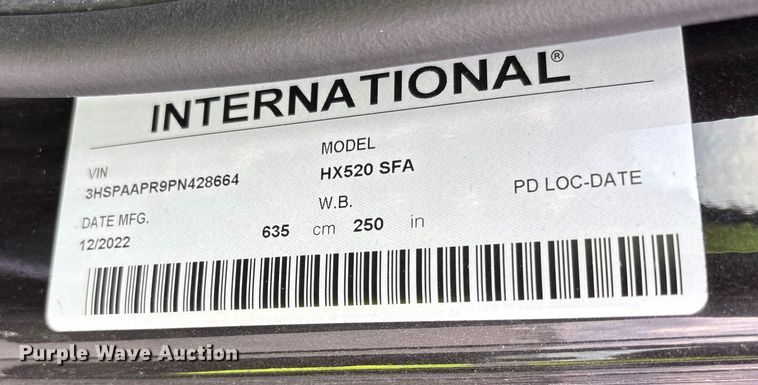 INTERNATIONAL®
MODEL
VIN
HX520 SFA
3HSPAAPR9PN428664
PD LOC-DATE
W.B.
DATE MFG.
635 cm 250 in
12/2022
Purple Wave Auction